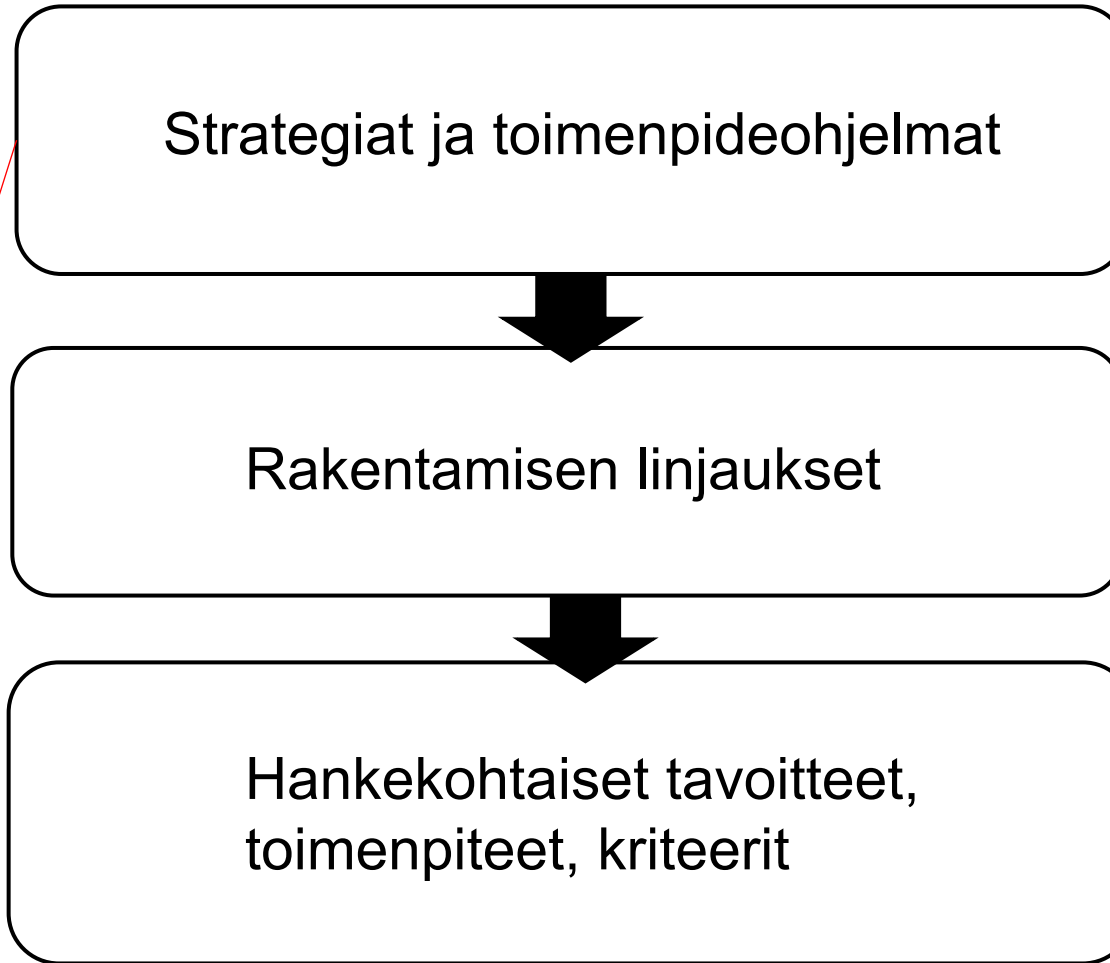 Strategiat ja toimenpideohjelmat
Rakentamisen linjaukset
Hankekohtaiset tavoitteet,
toimenpiteet, kriteerit